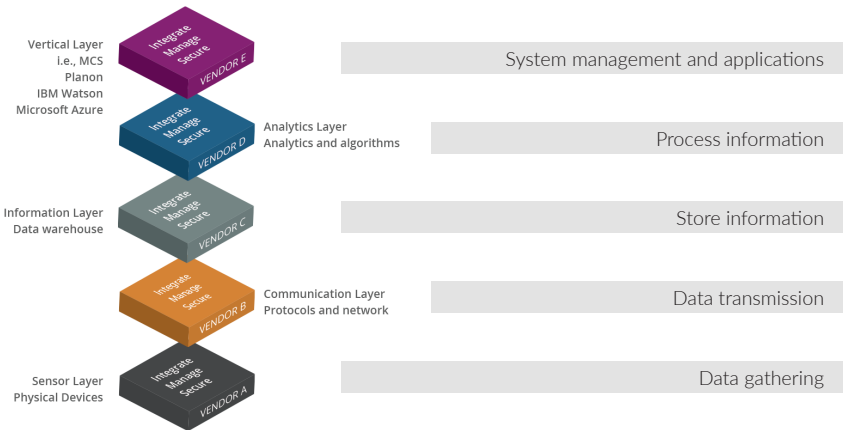 Integrate
Manage
Secure
VENDOR E
Vertical Layer
i.e., MCS
Planon
IBM Watson
Microsoft Azure
System management and applications
Integrate
Manage
Secure
VENDOR D
Analytics Layer
Analytics and algorithms
Process information
Integrate
Manage
Secure
VENDOR C
Information Layer
Data warehouse
Store information
Integrate
Manage
Secure
VENDOR B
Communication Layer
Protocols and network
Data transmission
Integrate
Manage
Secure
VENDOR A
Sensor Layer
Physical Devices
Data gathering